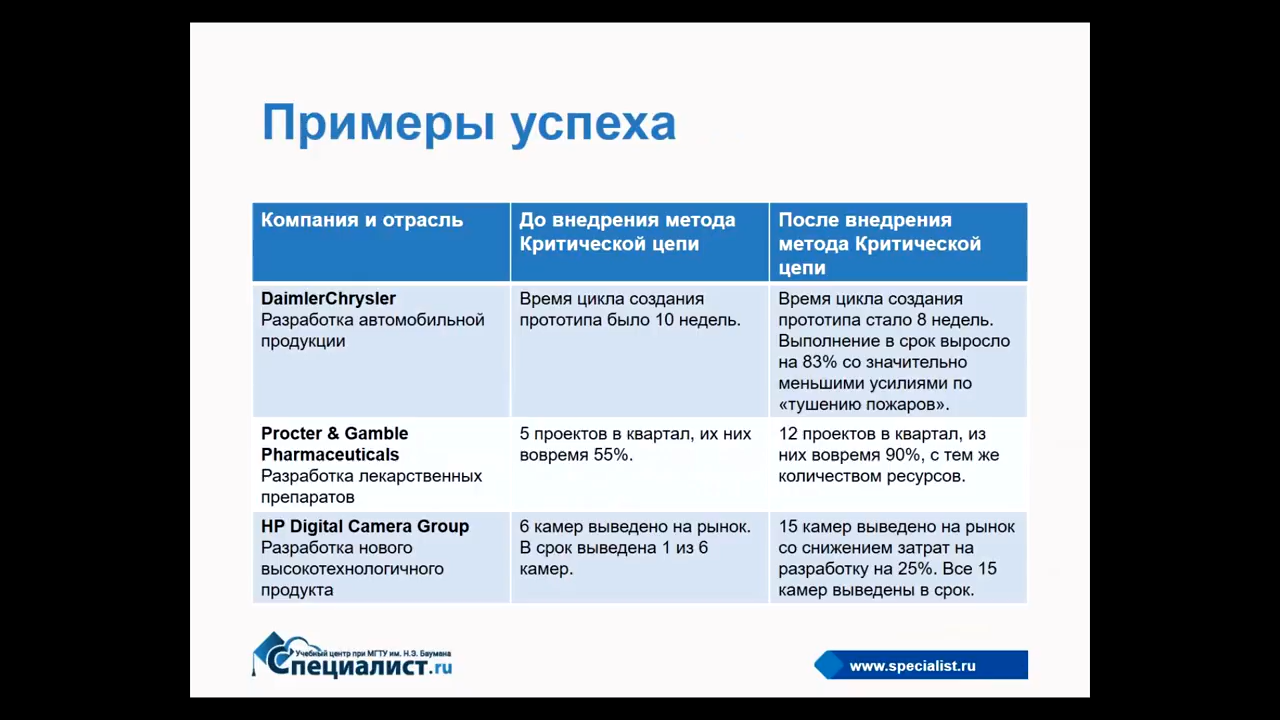 Примеры успеха
Компания и отрасль
До внедрения метода
Критической цепи
После внедрения
метода Критической
цепи
DaimlerChrysler
Разработка автомобильной
продукции
Время цикла создания
прототипа было 10 недель.
Время цикла создания
прототипа стало 8 недель.
Выполнение в срок выросло
на 83% со значительно
меньшими усилиями по
«тушению пожаров».
Procter & Gamble
Pharmaceuticals
Разработка лекарственных
препаратов
5 проектов в квартал, их них
вовремя 55%.
12 проектов в квартал, из
них вовремя 90%, с тем же
количеством ресурсов.
HP Digital Camera Group
Разработка нового
высокотехнологичного
продукта
6 камер выведено на рынок.
В срок выведена 1 из 6
камер.
15 камер выведено на рынок
со снижением затрат на
разработку на 25%. Все 15
камер выведены в срок.
Учебный центр при МГТУ им. Н.Э. Баумана
Специалист.ru
www.specialist.ru